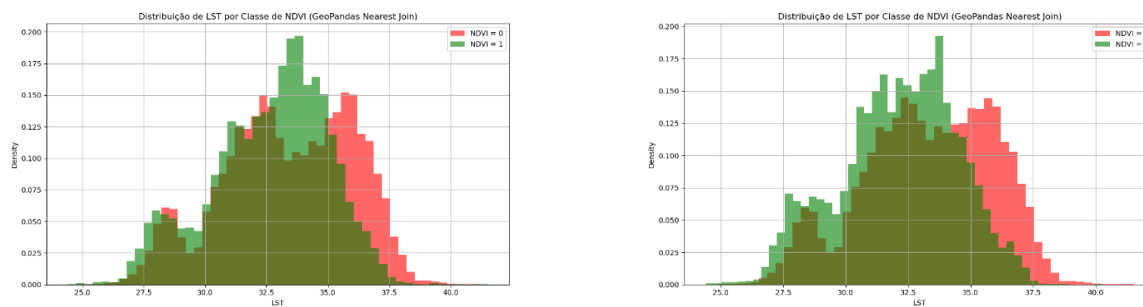 Distribuição de LST por Classe de NDVI (GeoPandas Nearest Join)
NDVI = 0
NDVI = 1
0.200
0.175
0.150
0.125
0.100
0.075
0.050
0.025
0.000
Density
25.0 27.5 30.0 32.5 35.0 37.5 40.0
LST
Distribuição de LST por Classe de NDVI (GeoPandas Nearest Join)
NDVI =
NDVI =
0.200
0.175
0.150
0.125
0.100
0.075
0.050
0.025
0.000
Density
25.0 27.5 30.0 32.5 35.0 37.5 40.0
LST